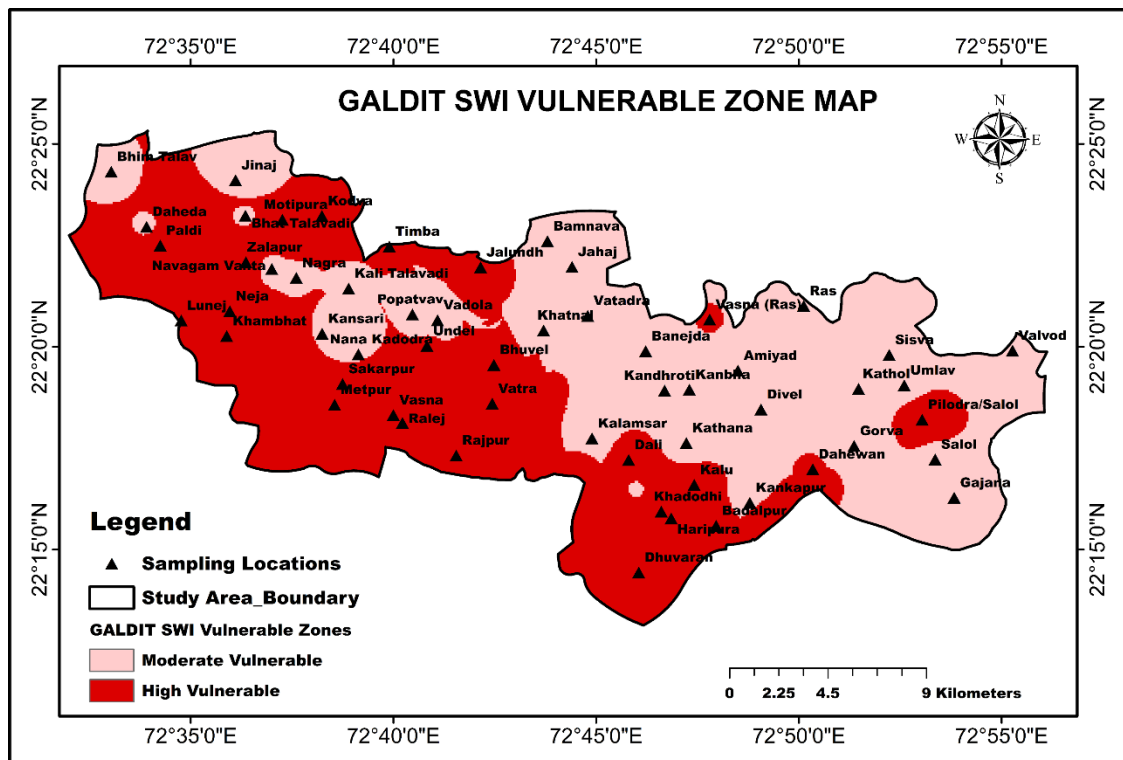 72°35'0"E 72°40'0"E 72°45'0"E 72°50'0"E 72°55'0"E
GALDIT SWI VULNERABLE ZONE MAP
N
W E
S
22°25'0"N 22°25'0"N
Bhim Talav
Jinaj
Daheda
Motipura
Kodva
Paldi
Bhat Talavadi
Timba
Bamnava
Zalapur
Navagam Vanta
Nagra
Jalundh
Jahaj
Kali Talavadi
Ras
Lunej
Neja
Popatvav
Vadola
Vatadra
Vasna (Ras)
Khambhat
Kansari
Undel
Khatnal
22°20'0"N 22°20'0"N
Nana Kadodra
Banejda
Sisva
Valvod
Bhuvel
Amiyad
Sakarpur
Kandhroti
Kanbha
Kathol
Umlav
Metpur
Vasna
Vatra
Divel
Pilodra/Salol
Ralej
Kalamsar
Kathana
Gorva
Rajpur
Dali
Dahewan
Salol
Kalu
Khadodhi
Kankapur
Gajana
Badalpur
Haripura
Dhuvaran
22°15'0"N 22°15'0"N
Legend
Sampling Locations
Study Area_Boundary
GALDIT SWI Vulnerable Zones
Moderate Vulnerable
High Vulnerable
0 2.25 4.5 9 Kilometers
72°35'0"E 72°40'0"E 72°45'0"E 72°50'0"E 72°55'0"E